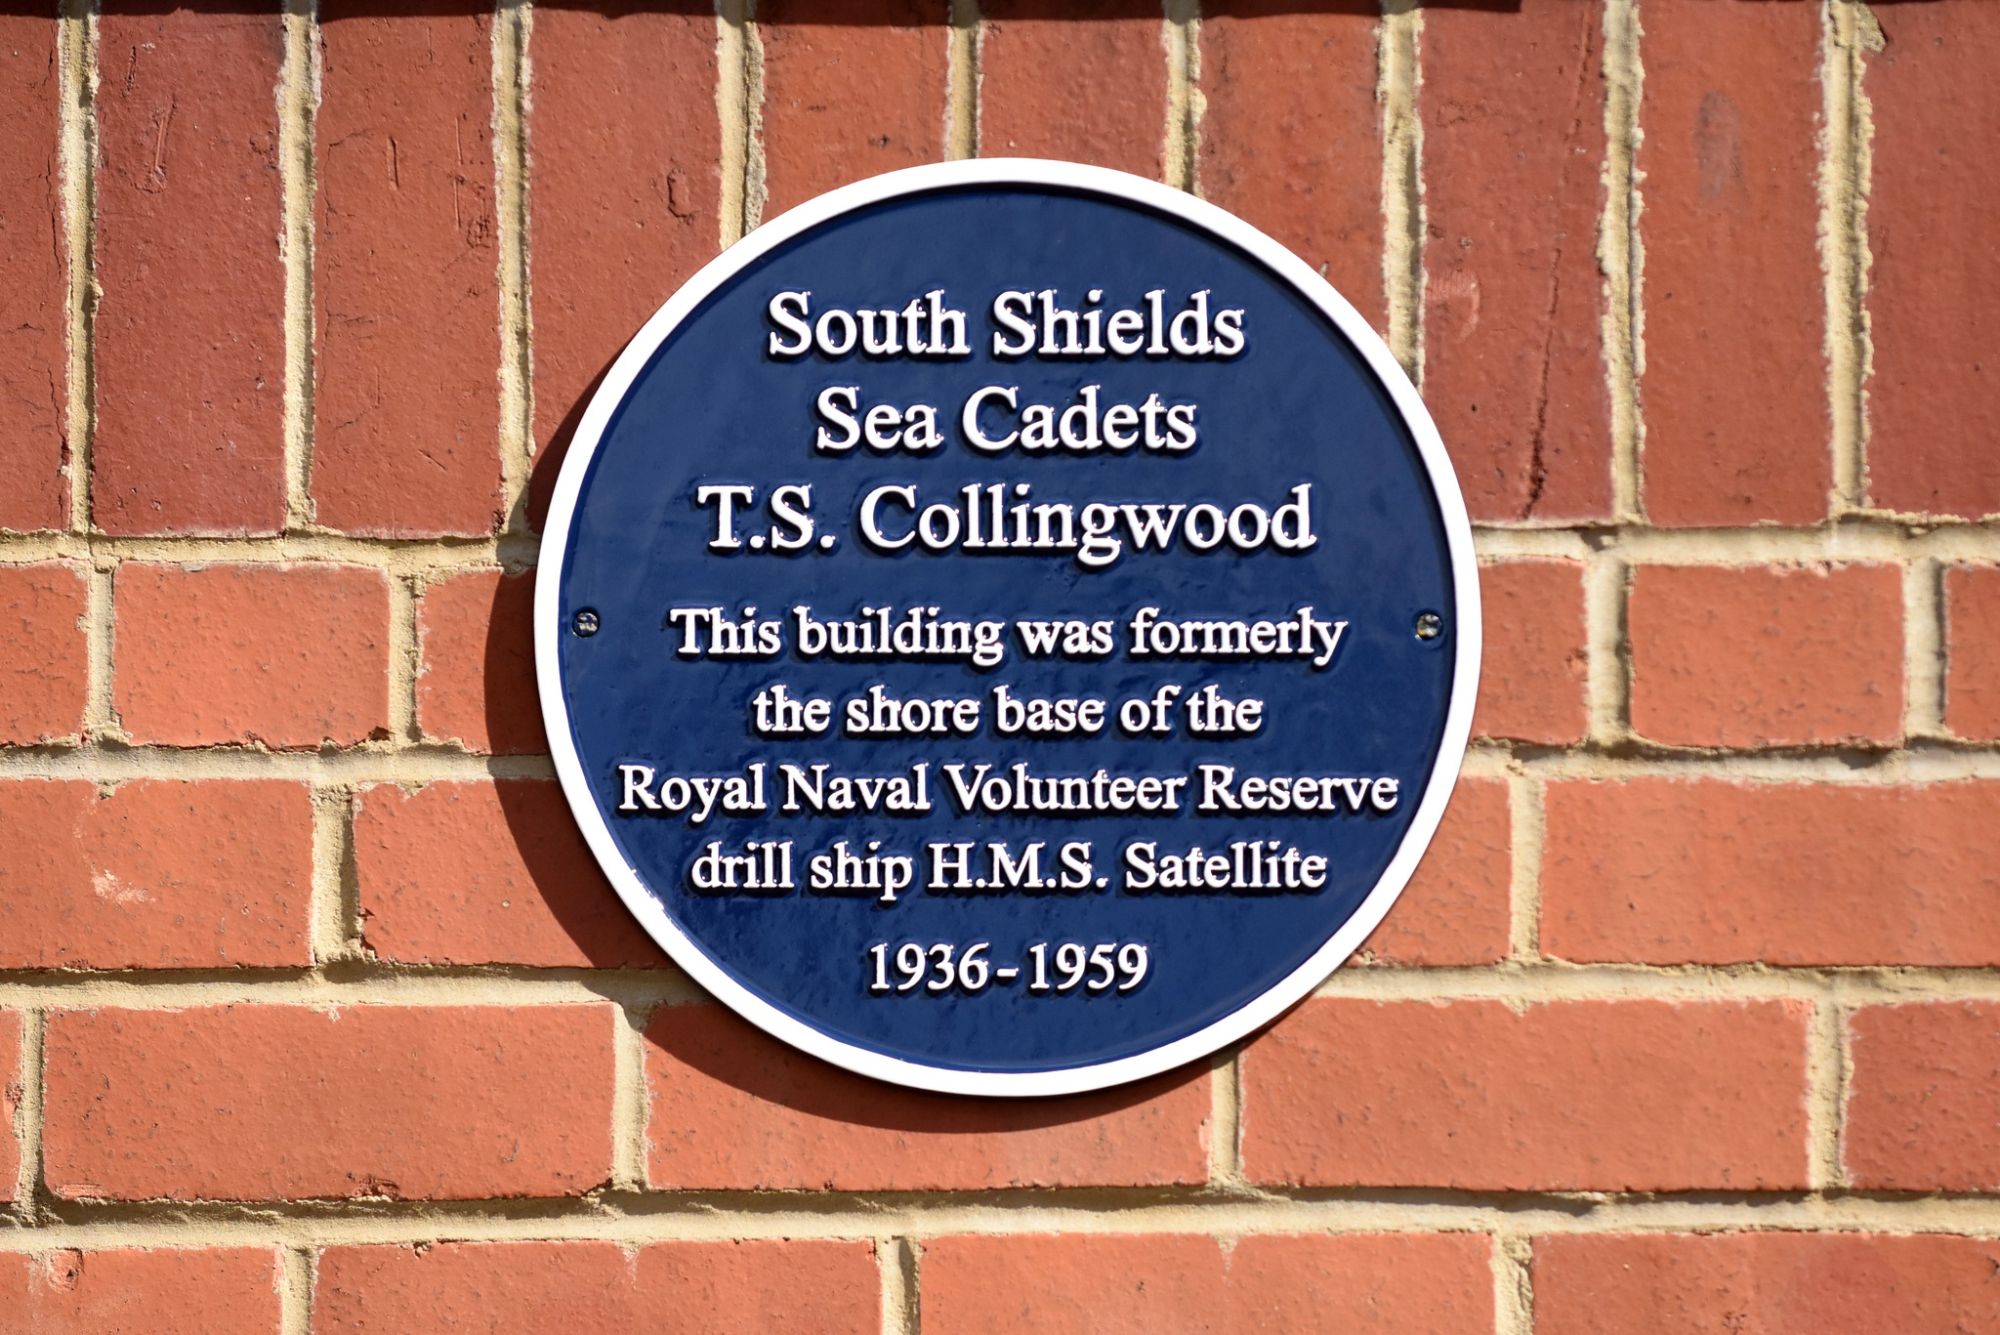 South Shields
Sea Cadets
T.S. Collingwood
This building was formerly
the shore base of the
Royal Naval Volunteer Reserve
drill ship H.M.S. Satellite
1936-1959